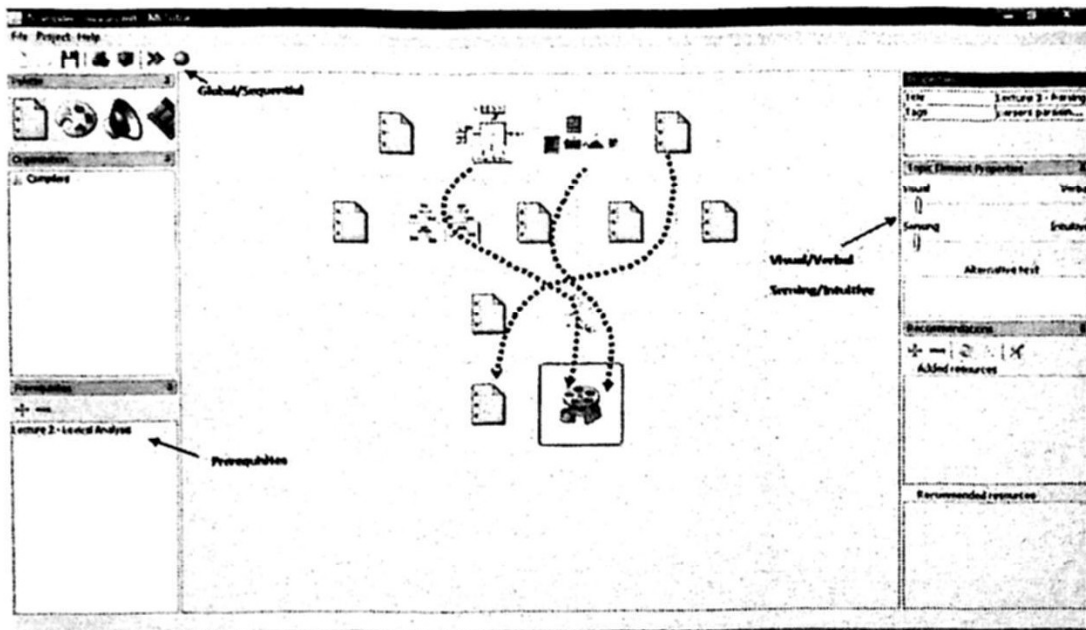 File Project Help
Global/Sequential
Palette
Organization
Compilers
Prerequisites
Lecture 2 - Lexical Analysis
Prerequisites
Properties
Title Lecture 3 - Parsing
Tags parsers
Topic Element Properties
Visual Verbal
Sensing Intuitive
Alternative text
Visual/Verbal
Sensing/Intuitive
Recommendations
Added resources
Recommended resources